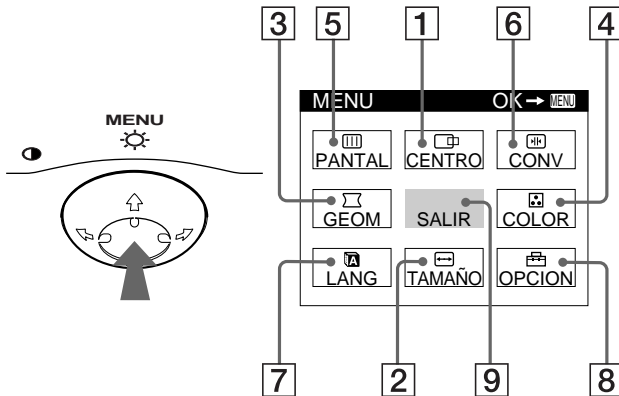 3 5 1 6 4
MENU
MENU OK → MENU
PANTAL CENTRO CONV
GEOM SALIR COLOR
A
LANG TAMAÑO OPCION
7 2 9 8